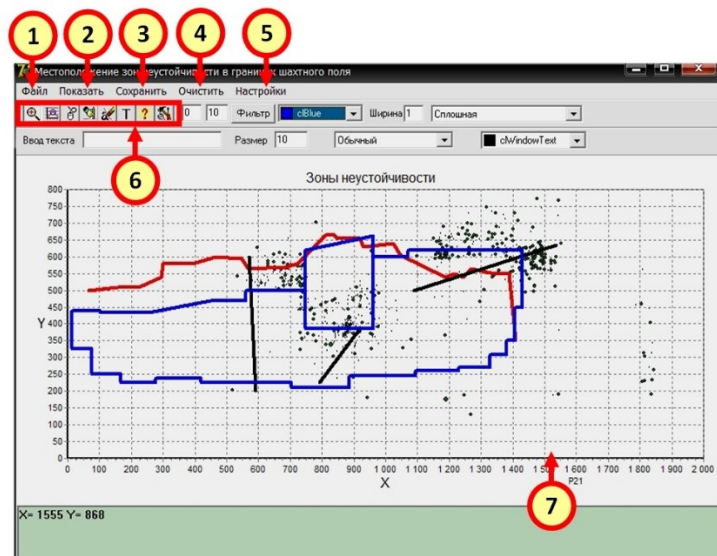 1 2 3 4 5
Местоположение зон неустойчивости в границах шахтного поля
Файл Показать Сохранить Очистить Настройки
T ? 0 10 Фильтр clBlue Ширина 1 Сплошная
Ввод текста Размер 10 Обычный clWindowText
6
Зоны неустойчивости
800
750
700
650
600
550
500
450
400
350
300
250
200
150
100
50
0
Y
0 100 200 300 400 500 600 700 800 900 1 000 1 100 1 200 1 300 1 400 1 500 1 600 1 700 1 800 1 900 2 000
X
P21
7
X= 1555 Y= 868